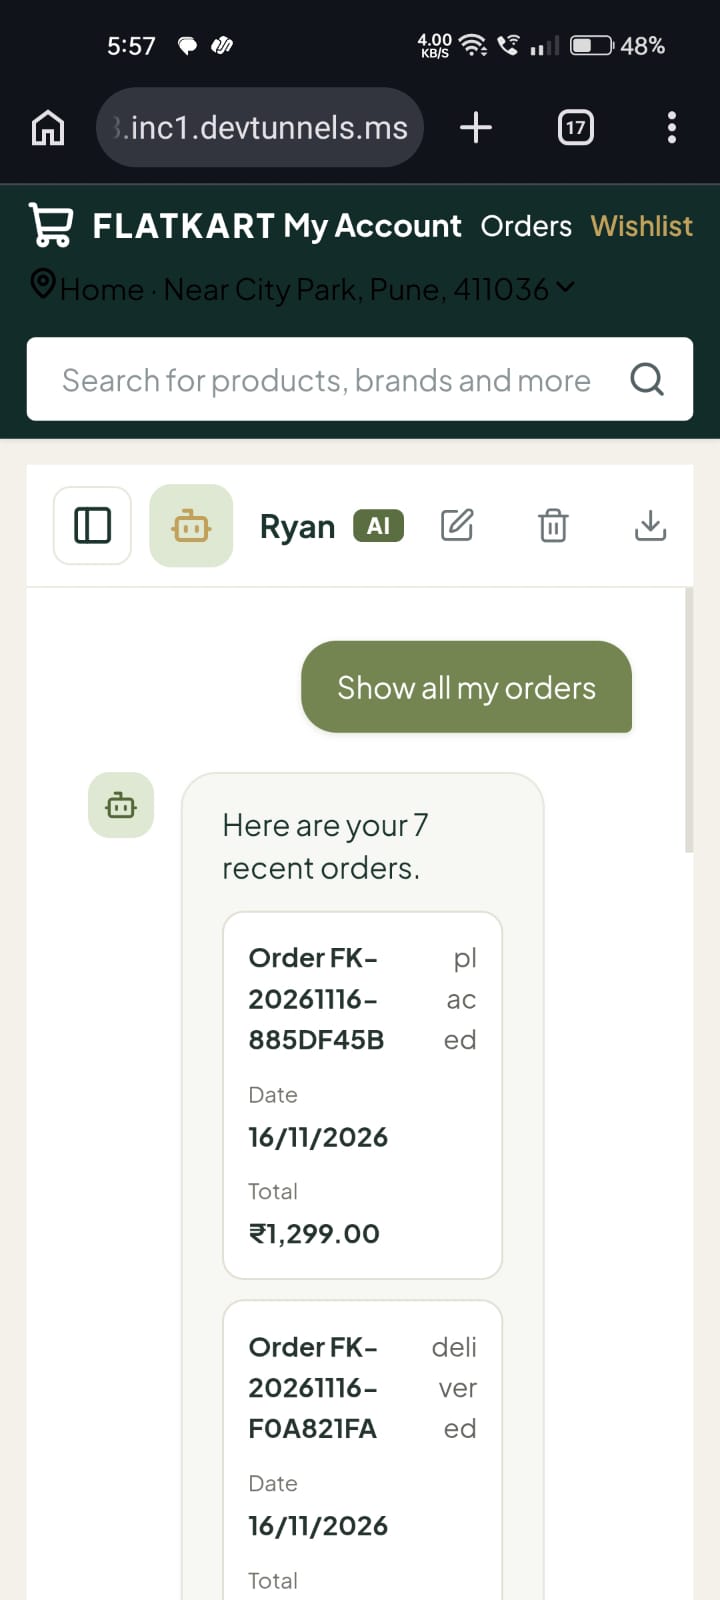 5:57 4.00 KB/S 48%
.inc1.devtunnels.ms 17
FLATKART My Account Orders Wishlist
Home · Near City Park, Pune, 411036
Search for products, brands and more
Ryan AI
Show all my orders
Here are your 7
recent orders.
Order FK- pl
20261116- ac
885DF45B ed
Date
16/11/2026
Total
₹1,299.00
Order FK- deli
20261116- ver
F0A821FA ed
Date
16/11/2026
Total